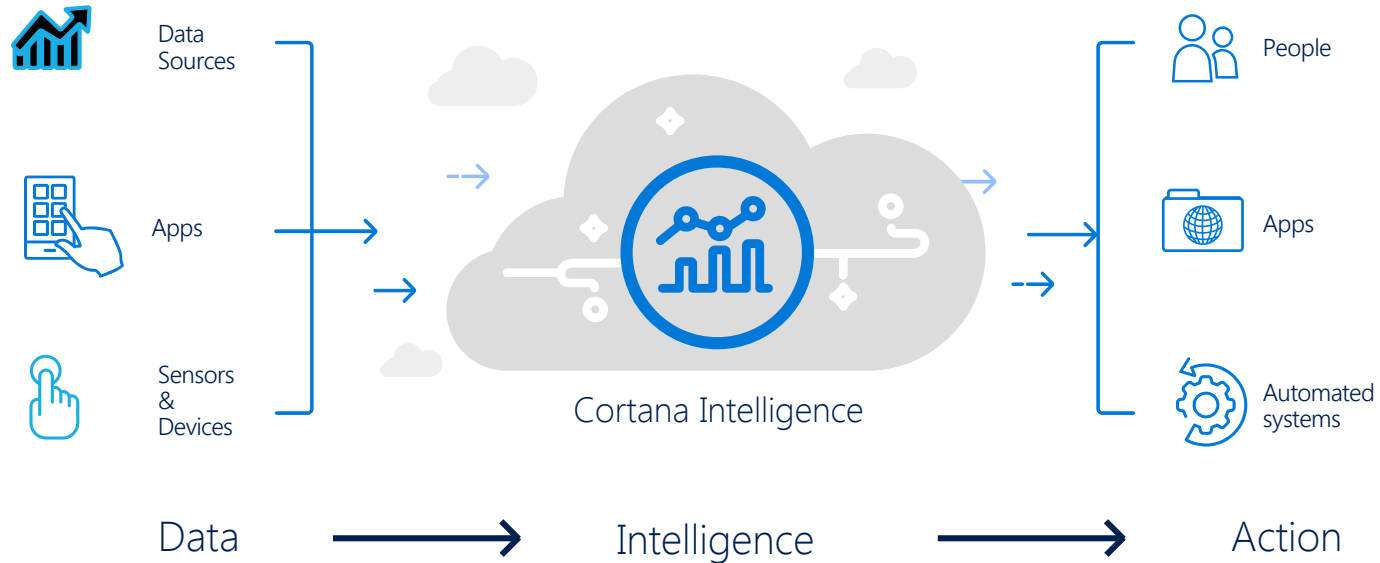 Data
Sources
Apps
Sensors
&
Devices
Cortana Intelligence
People
Apps
Automated
systems
Data
Intelligence
Action